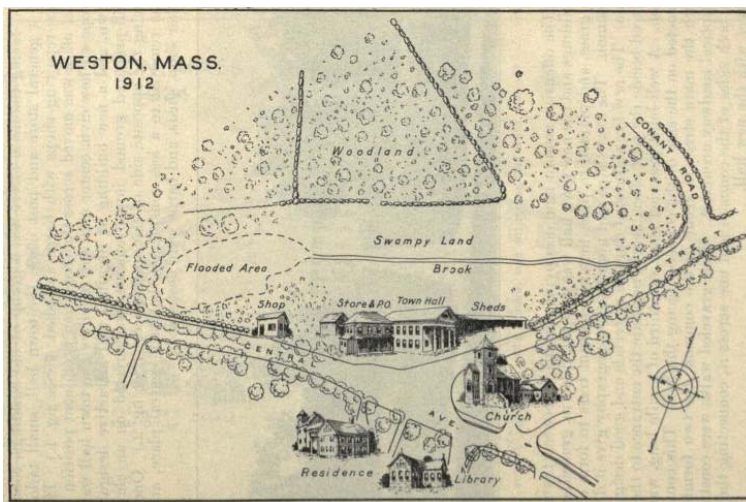 WESTON, MASS.
1912
Woodland
CONANT ROAD
Swampy Land
Flooded Area
Brook
CHURCH STREET
Shop
Store & P.O.
Town Hall
Sheds
CENTRAL AVE.
Church
Residence
Library